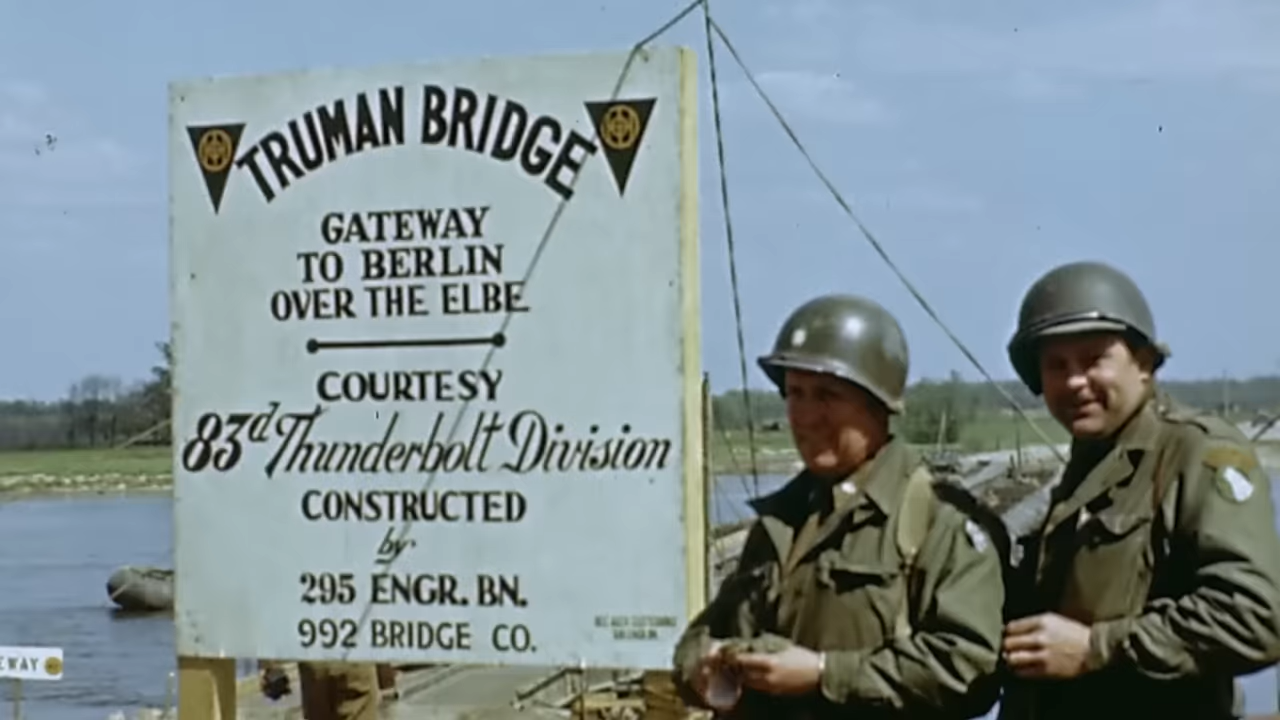 TRUMAN BRIDGE
GATEWAY
TO BERLIN
OVER THE ELBE
COURTESY
83d Thunderbolt Division
CONSTRUCTED
by
295 ENGR. BN.
992 BRIDGE CO.
EWAY